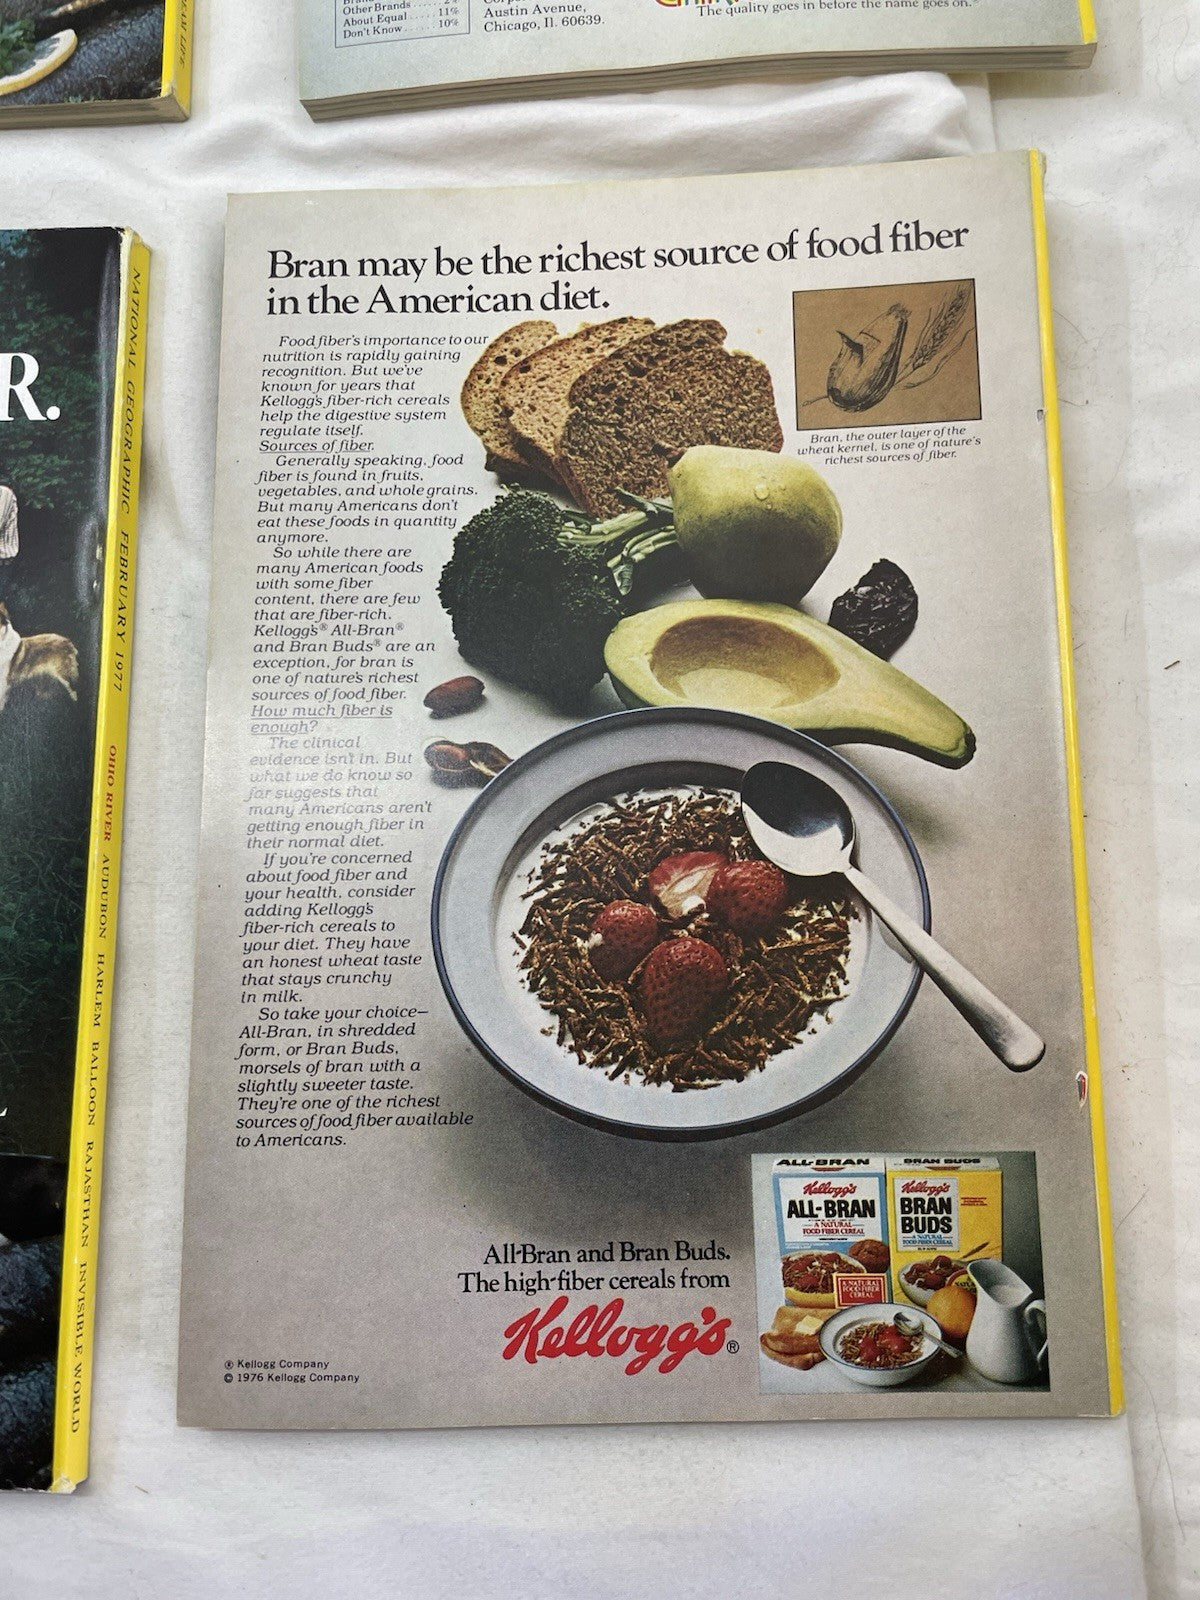 Other Brands ...... 2%
About Equal ..... 11%
Don't Know ...... 10%
Austin Avenue,
Chicago, Il. 60639.
The quality goes in before the name goes on.®
R.
NATIONAL GEOGRAPHIC FEBRUARY 1977 OHIO RIVER AUDUBON HARLEM BALLOON RAJASTHAN INVISIBLE WORLD
Bran may be the richest source of food fiber
in the American diet.
Food fiber's importance to our
nutrition is rapidly gaining
recognition. But we've
known for years that
Kellogg's fiber-rich cereals
help the digestive system
regulate itself.
Sources of fiber.
Generally speaking, food
fiber is found in fruits,
vegetables, and whole grains.
But many Americans don't
eat these foods in quantity
anymore.
So while there are
many American foods
with some fiber
content, there are few
that are fiber-rich.
Kellogg's® All-Bran®
and Bran Buds® are an
exception, for bran is
one of nature's richest
sources of food fiber.
How much fiber is
enough?
The clinical
evidence isn't in. But
what we do know so
far suggests that
many Americans aren't
getting enough fiber in
their normal diet.
If you're concerned
about food fiber and
your health, consider
adding Kellogg's
fiber-rich cereals to
your diet. They have
an honest wheat taste
that stays crunchy
in milk.
So take your choice—
All-Bran, in shredded
form, or Bran Buds,
morsels of bran with a
slightly sweeter taste.
They're one of the richest
sources of food fiber available
to Americans.
Bran, the outer layer of the
wheat kernel, is one of nature's
richest sources of fiber.
All-Bran and Bran Buds.
The high-fiber cereals from
Kellogg's®
® Kellogg Company
© 1976 Kellogg Company
ALL-BRAN
Kellogg's
ALL-BRAN
A NATURAL
FOOD FIBER CEREAL
A NATURAL
FOOD FIBER
CEREAL
BRAN BUDS
Kellogg's
BRAN
BUDS
A NATURAL
FOOD FIBER CEREAL